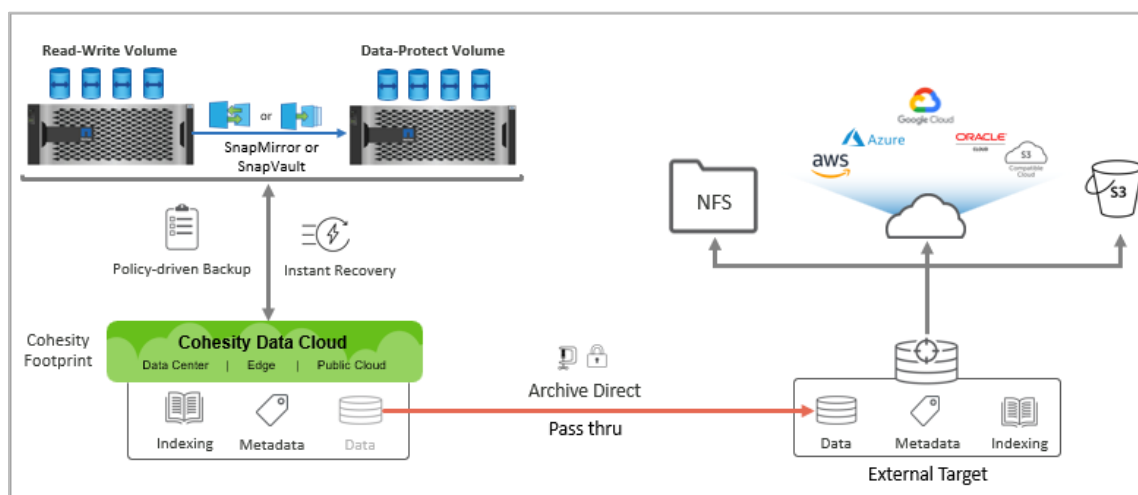 Read-Write Volume
Data-Protect Volume
or
SnapMirror or
SnapVault
Google Cloud
Azure
ORACLE
CLOUD
aws
S3
Compatible
Cloud
NFS
S3
Policy-driven Backup
Instant Recovery
Cohesity
Footprint
Cohesity Data Cloud
Data Center | Edge | Public Cloud
Indexing
Metadata
Data
Archive Direct
Pass thru
Data
Metadata
Indexing
External Target